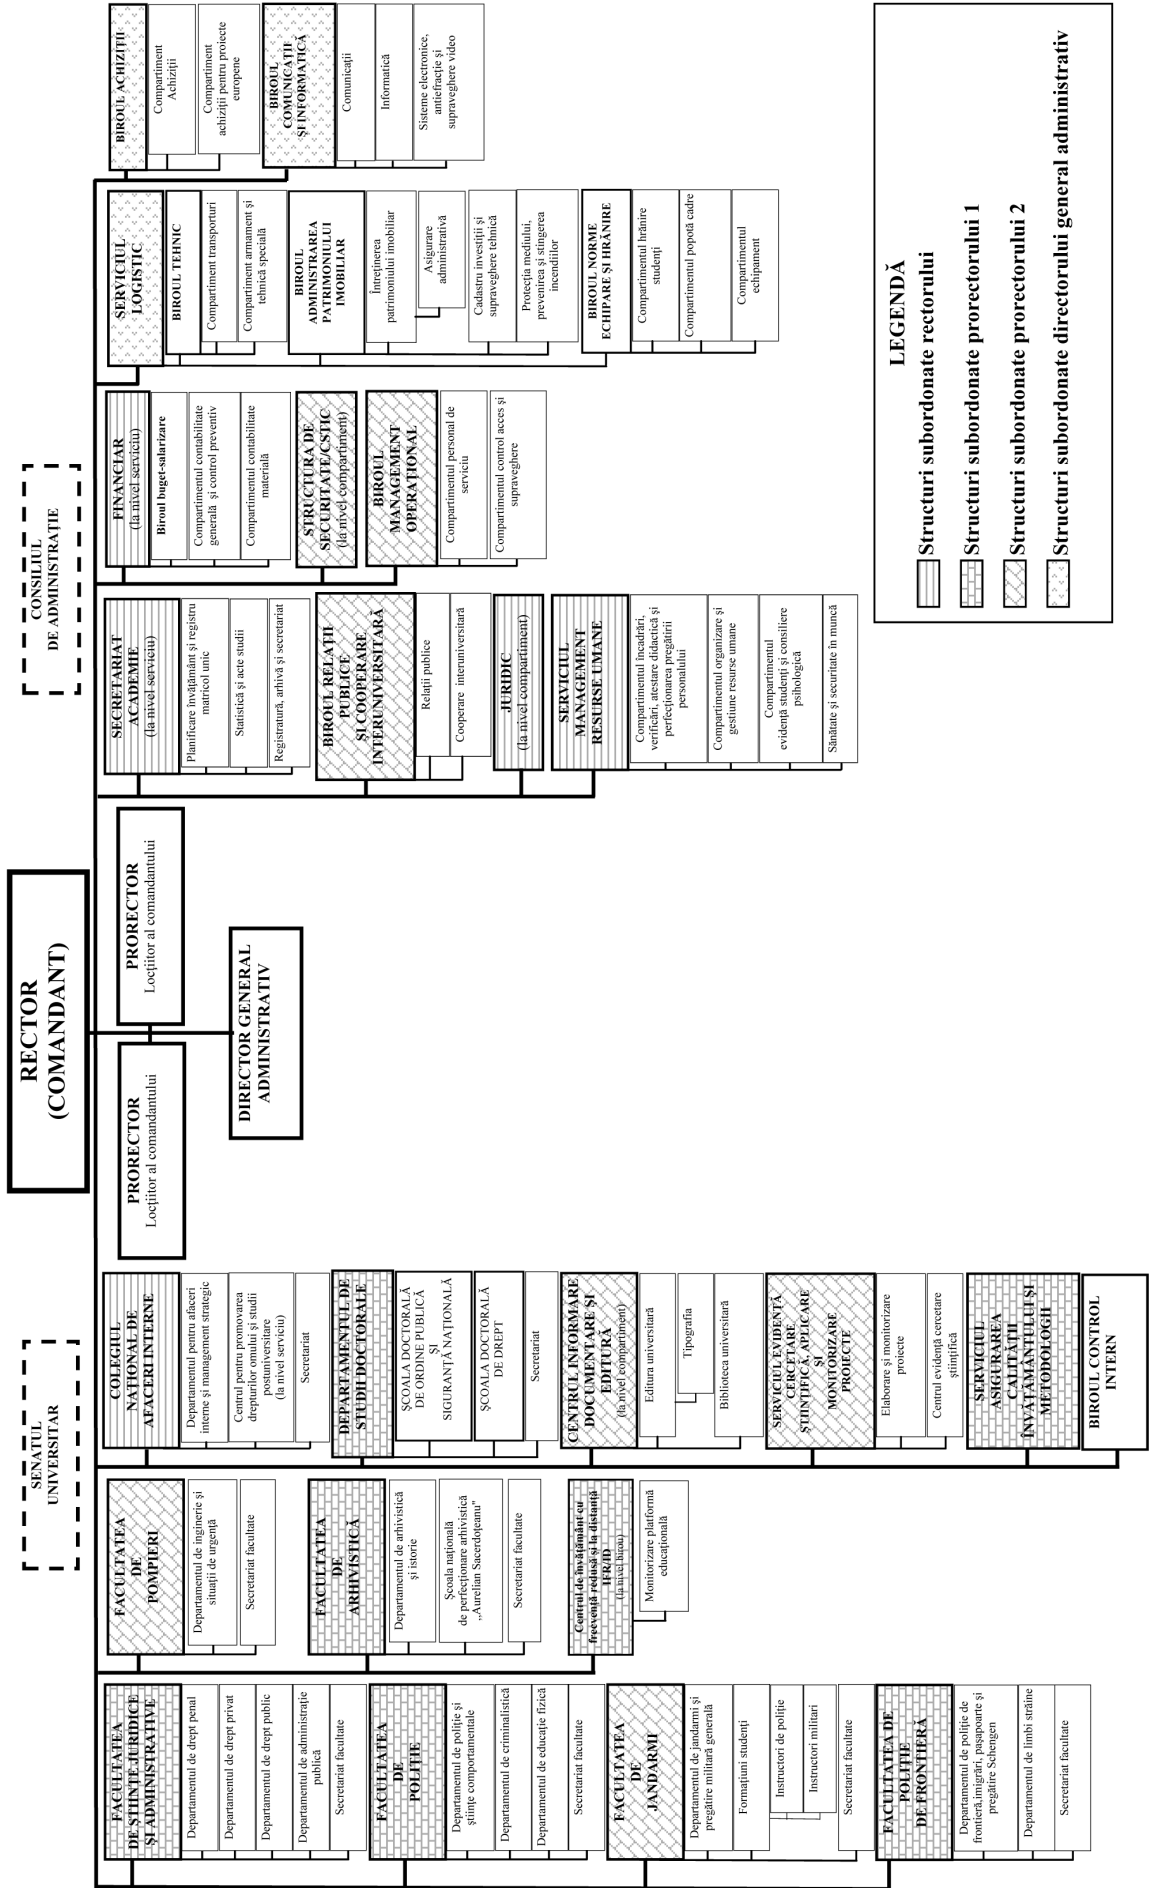 RECTOR
(COMANDANT)
SENATUL
UNIVERSITAR
CONSILIUL
DE ADMINISTRAȚIE
PRORECTOR
Locțiitor al comandantului
PRORECTOR
Locțiitor al comandantului
DIRECTOR GENERAL
ADMINISTRATIV
FACULTATEA
DE ȘTIINȚE JURIDICE
ȘI ADMINISTRATIVE
Departamentul de drept penal
Departamentul de drept privat
Departamentul de drept public
Departamentul de administrație
publică
Secretariat facultate
FACULTATEA
DE
POLIȚIE
Departamentul de poliție și
științe comportamentale
Departamentul de criminalistică
Departamentul de educație fizică
Secretariat facultate
FACULTATEA
DE
JANDARMI
Departamentul de jandarmi și
pregătire militară generală
Formațiuni studenți
Instructori de poliție
Instructori militari
Secretariat facultate
FACULTATEA DE
POLIȚIE
DE FRONTIERĂ
Departamentul de poliție de
frontieră,imigrări, pașapoarte și
pregătire Schengen
Departamentul de limbi străine
Secretariat facultate
FACULTATEA
DE
POMPIERI
Departamentul de inginerie și
situații de urgență
Secretariat facultate
FACULTATEA
DE
ARHIVISTICĂ
Departamentul de arhivistică
și istorie
Școala națională
de perfecționare arhivistică
„Aurelian Sacerdoțeanu"
Secretariat facultate
Centrul de învățământ cu
frecvență redusă și la distanță
IFR/ID
(la nivel birou)
Monitorizare platformă
educațională
COLEGIUL
NAȚIONAL DE
AFACERI INTERNE
Departamentul pentru afaceri
interne și management strategic
Centrul pentru promovarea
drepturilor omului și studii
postuniversitare
(la nivel serviciu)
Secretariat
DEPARTAMENTUL DE
STUDII DOCTORALE
ȘCOALA DOCTORALĂ
DE ORDINE PUBLICĂ
ȘI
SIGURANȚĂ NAȚIONALĂ
ȘCOALA DOCTORALĂ
DE DREPT
Secretariat
CENTRUL INFORMARE
DOCUMENTARE ȘI
EDITURĂ
(la nivel compartiment)
Editura universitară
Tipografia
Biblioteca universitară
SERVICIUL EVIDENȚĂ
CERCETARE
ȘTIINȚIFICĂ, APLICARE
ȘI
MONITORIZARE
PROIECTE
Elaborare și monitorizare
proiecte
Centrul evidență cercetare
științifică
SERVICIUL
ASIGURAREA
CALITĂȚII
ÎNVĂȚĂMÂNTULUI ȘI
METODOLOGII
BIROUL CONTROL
INTERN
SECRETARIAT
ACADEMIE
(la nivel serviciu)
Planificare învățământ și registru
matricol unic
Statistică și acte studii
Registratură, arhivă și secretariat
BIROUL RELAȚII
PUBLICE
ȘI COOPERARE
INTERUNIVERSITARĂ
Relații publice
Cooperare interuniversitară
JURIDIC
(la nivel compartiment)
SERVICIUL
MANAGEMENT
RESURSE UMANE
Compartimentul încadrări,
verificări, atestare didactică și
perfecționarea pregătirii
personalului
Compartimentul organizare și
gestiune resurse umane
Compartimentul
evidență studenți și consiliere
psihologică
Sănătate și securitate în muncă
FINANCIAR
(la nivel serviciu)
Biroul buget-salarizare
Compartimentul contabilitate
generală și control preventiv
Compartimentul contabilitate
materială
STRUCTURA DE
SECURITATE/CSTIC
(la nivel compartiment)
BIROUL
MANAGEMENT
OPERAȚIONAL
Compartimentul personal de
serviciu
Compartimentul control acces și
supraveghere
SERVICIUL
LOGISTIC
BIROUL TEHNIC
Compartiment transporturi
Compartiment armament și
tehnică specială
BIROUL
ADMINISTRAREA
PATRIMONIULUI
IMOBILIAR
Întreținerea
patrimoniului imobiliar
Asigurare
administrativă
Cadastru investiții și
supraveghere tehnică
Protecția mediului,
prevenirea și stingerea
incendiilor
BIROUL NORME
ECHIPARE ȘI HRĂNIRE
Compartimentul hrănire
studenți
Compartimentul popotă cadre
Compartimentul
echipament
BIROUL ACHIZIȚII
Compartiment
Achiziții
Compartiment
achiziții pentru proiecte
europene
BIROUL
COMUNICAȚII
ȘI INFORMATICĂ
Comunicații
Informatică
Sisteme electronice,
antiefracție și
supraveghere video
LEGENDĂ
Structuri subordonate rectorului
Structuri subordonate prorectorului 1
Structuri subordonate prorectorului 2
Structuri subordonate directorului general administrativ